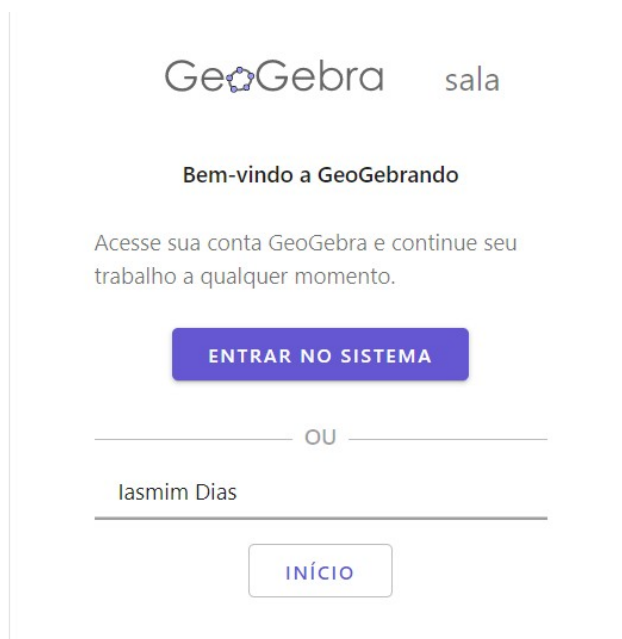 GeoGebra sala
Bem-vindo a GeoGebrando
Acesse sua conta GeoGebra e continue seu
trabalho a qualquer momento.
ENTRAR NO SISTEMA
OU
Iasmim Dias
INÍCIO